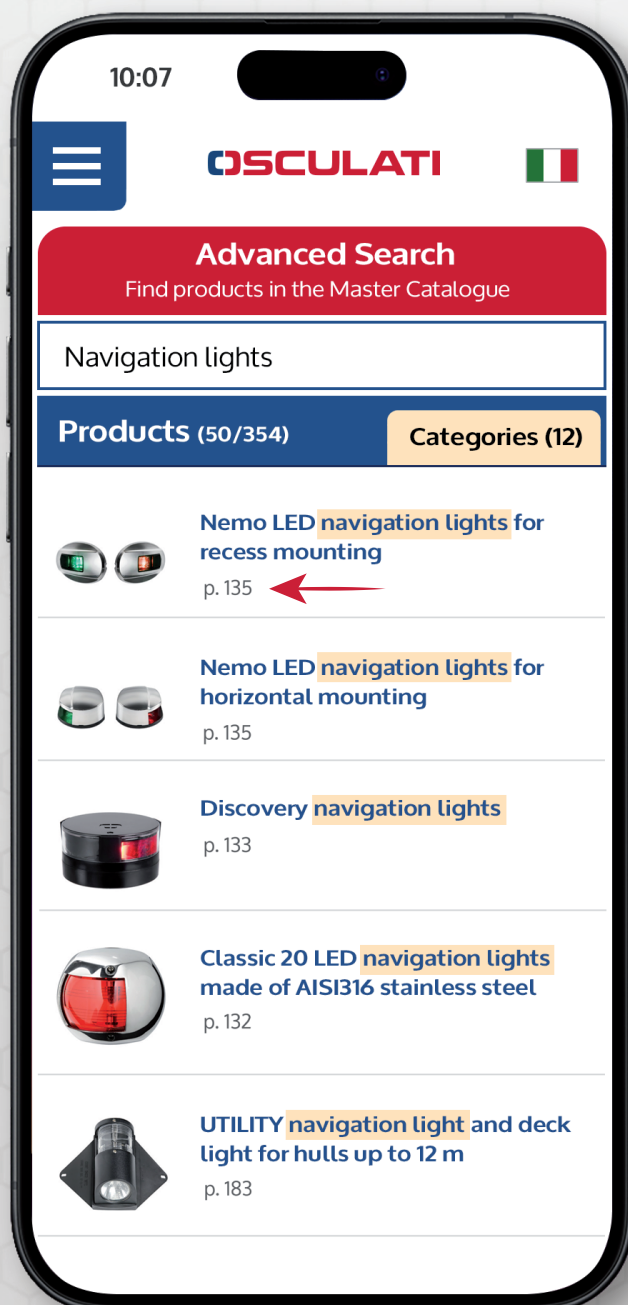 10:07
OSCULATI
Advanced Search
Find products in the Master Catalogue
Navigation lights
Products (50/354)
Categories (12)
Nemo LED navigation lights for
recess mounting
p. 135
Nemo LED navigation lights for
horizontal mounting
p. 135
Discovery navigation lights
p. 133
Classic 20 LED navigation lights
made of AISI316 stainless steel
p. 132
UTILITY navigation light and deck
light for hulls up to 12 m
p. 183